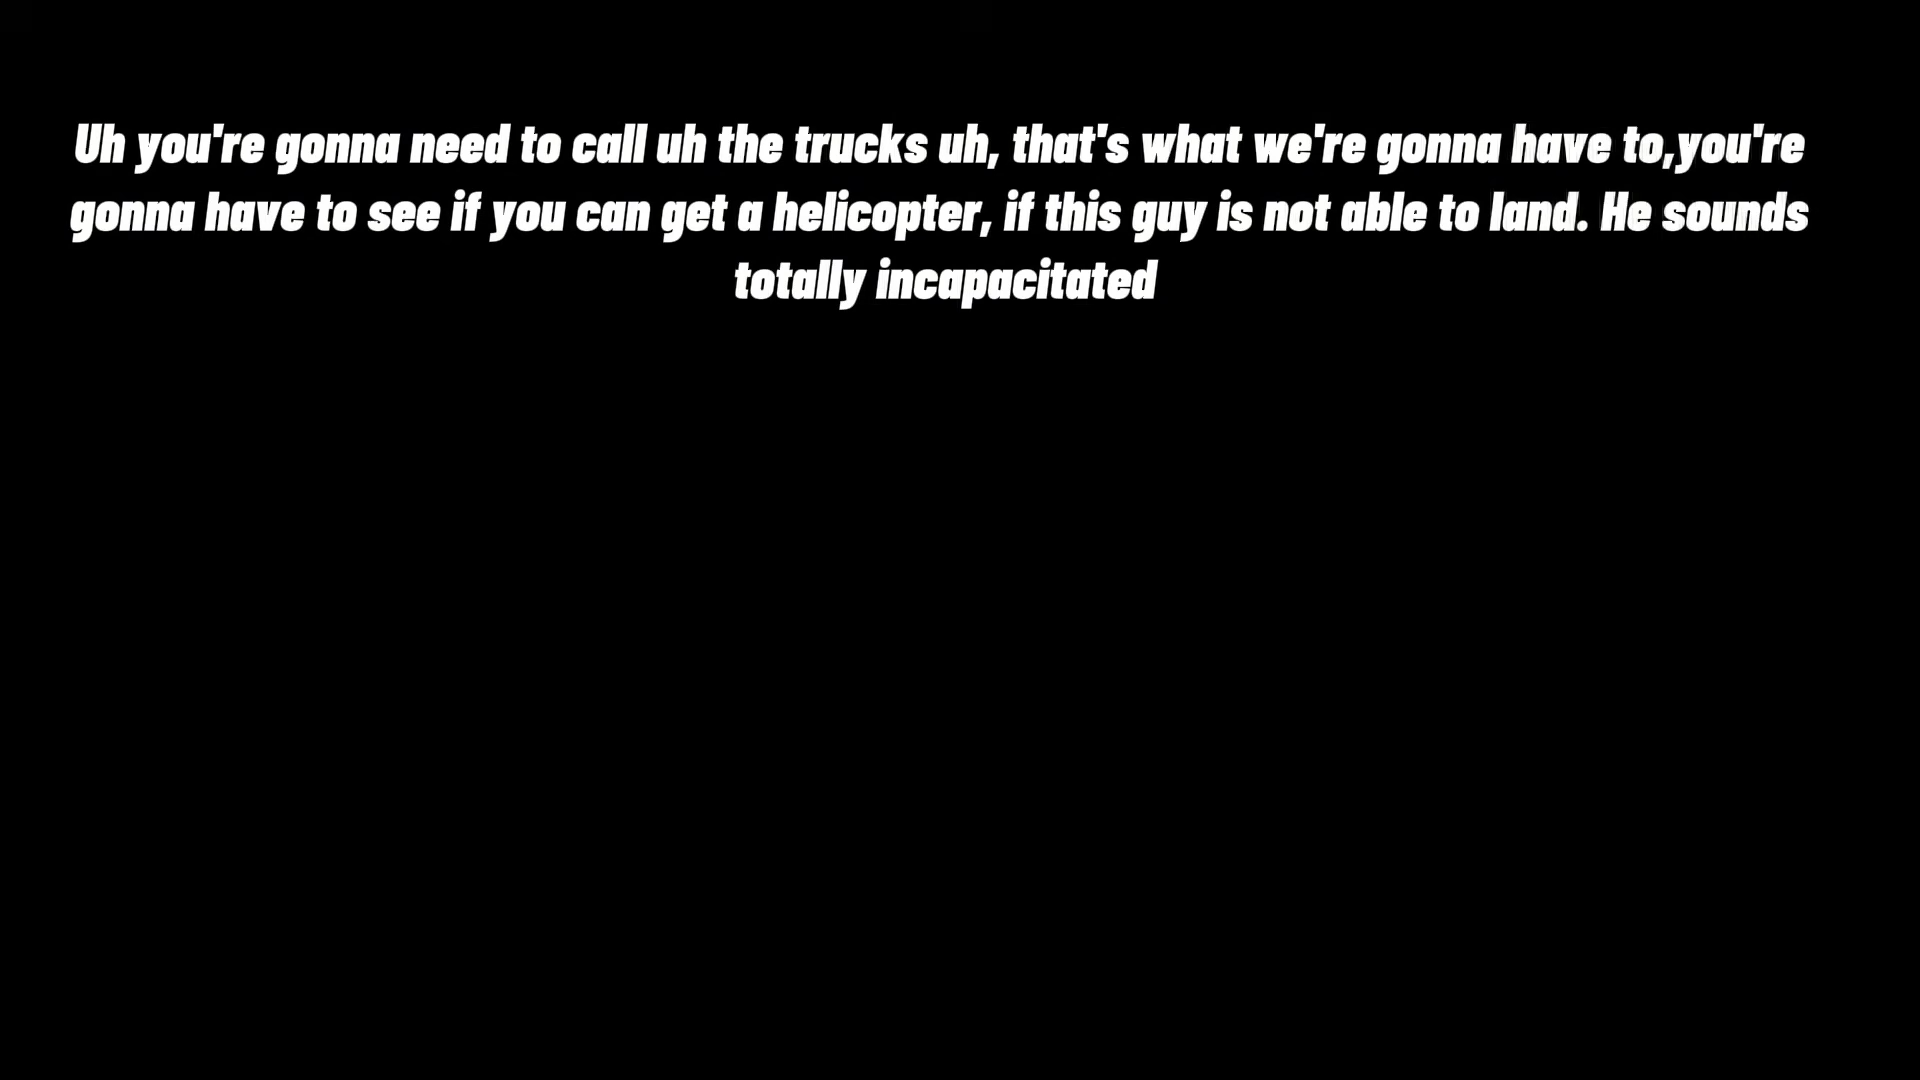 Uh you're gonna need to call uh the trucks uh, that's what we're gonna have to,you're
gonna have to see if you can get a helicopter, if this guy is not able to land. He sounds
totally incapacitated